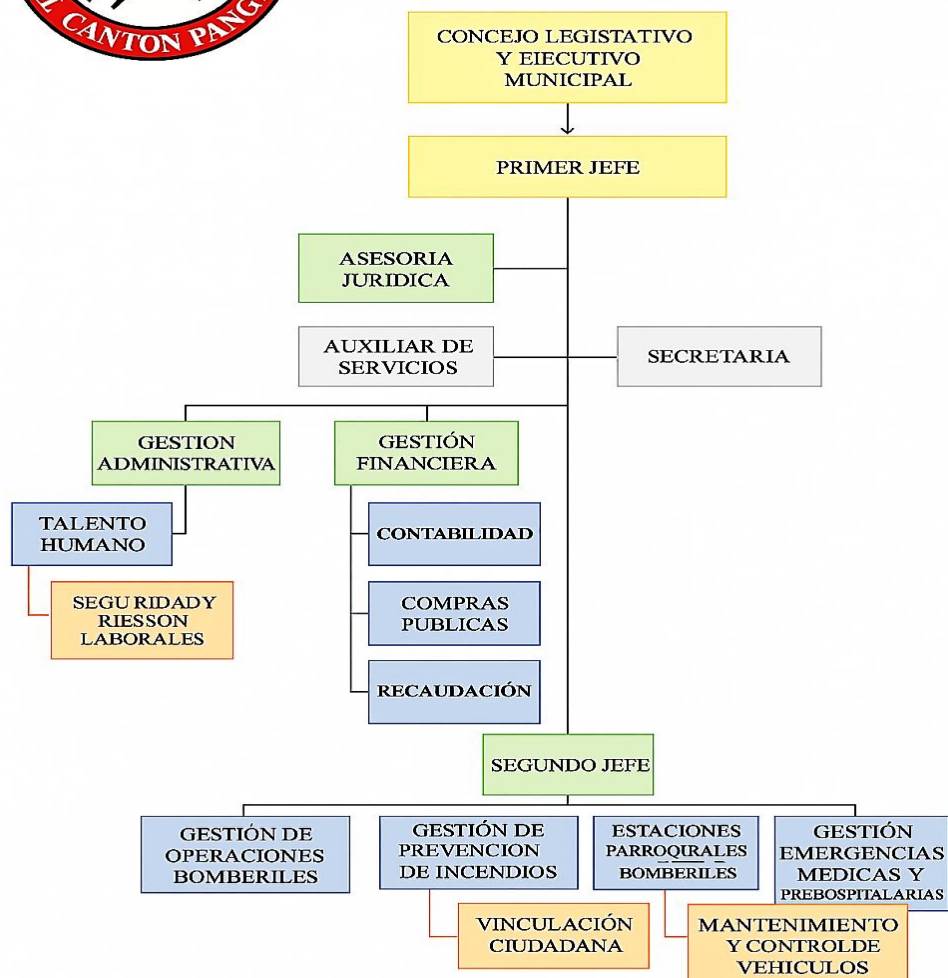 EL CANTON PANG
CONCEJO LEGISTATIVO
Y EIECUTIVO
MUNICIPAL
PRIMER JEFE
ASESORIA
JURIDICA
AUXILIAR DE
SERVICIOS
SECRETARIA
GESTION
ADMINISTRATIVA
GESTIÓN
FINANCIERA
TALENTO
HUMANO
CONTABILIDAD
SEGU RIDADY
RIESSON
LABORALES
COMPRAS
PUBLICAS
RECAUDACIÓN
SEGUNDO JEFE
GESTIÓN DE
OPERACIONES
BOMBERILES
GESTIÓN DE
PREVENCION
DE INCENDIOS
ESTACIONES
PARROQIRALES
BOMBERILES
GESTIÓN
EMERGENCIAS
MEDICAS Y
PREBOSPITALARIAS
VINCULACIÓN
CIUDADANA
MANTENIMIENTO
Y CONTROLDE
VEHICULOS